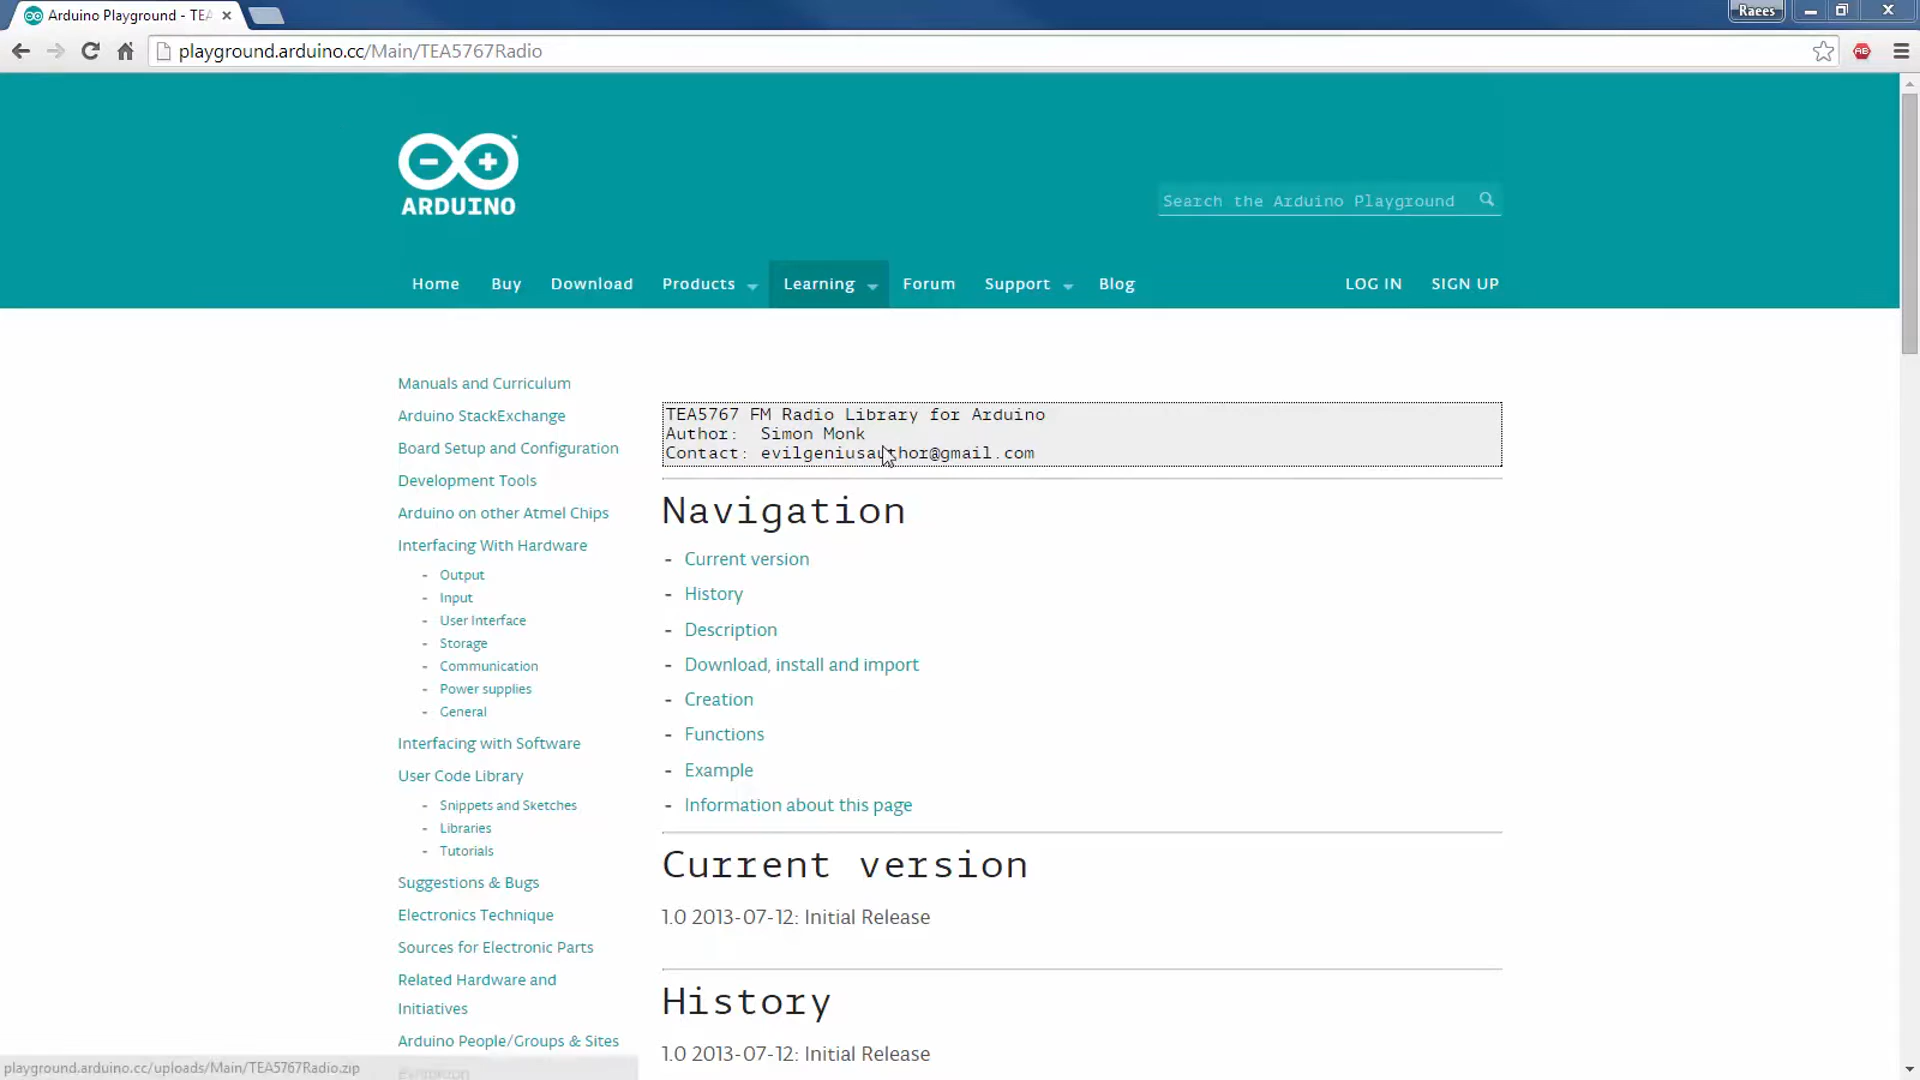 Arduino Playground - TEA
Raees
playground.arduino.cc/Main/TEA5767Radio
ARDUINO
Search the Arduino Playground
Home Buy Download Products Learning Forum Support Blog LOG IN SIGN UP
Manuals and Curriculum
Arduino StackExchange
Board Setup and Configuration
Development Tools
Arduino on other Atmel Chips
Interfacing With Hardware
- Output
- Input
- User Interface
- Storage
- Communication
- Power supplies
- General
Interfacing with Software
User Code Library
- Snippets and Sketches
- Libraries
- Tutorials
Suggestions & Bugs
Electronics Technique
Sources for Electronic Parts
Related Hardware and
Initiatives
Arduino People/Groups & Sites
TEA5767 FM Radio Library for Arduino
Author: Simon Monk
Contact: evilgeniusauthor@gmail.com
Navigation
- Current version
- History
- Description
- Download, install and import
- Creation
- Functions
- Example
- Information about this page
Current version
1.0 2013-07-12: Initial Release
History
1.0 2013-07-12: Initial Release
playground.arduino.cc/uploads/Main/TEA5767Radio.zip